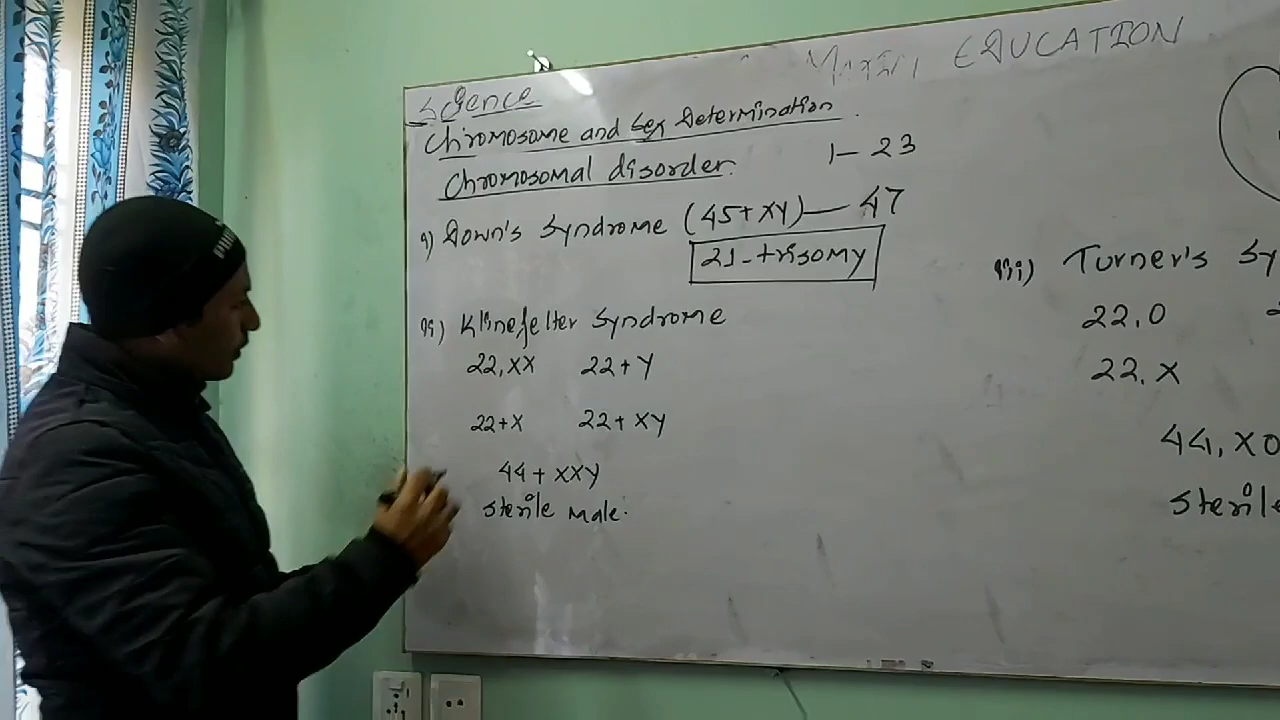 EDUCATION
Science
Chromosome and Sex Determination
Chromosomal disorder.
1-23
i) Down's Syndrome (45+XY)—47
21-trisomy
ii) Klinefelter Syndrome
22,XX 22+Y
22+X 22+XY
44+XXY
Sterile Male.
iii) Turner's Sy
22,0
22,X
44,XO
Sterile